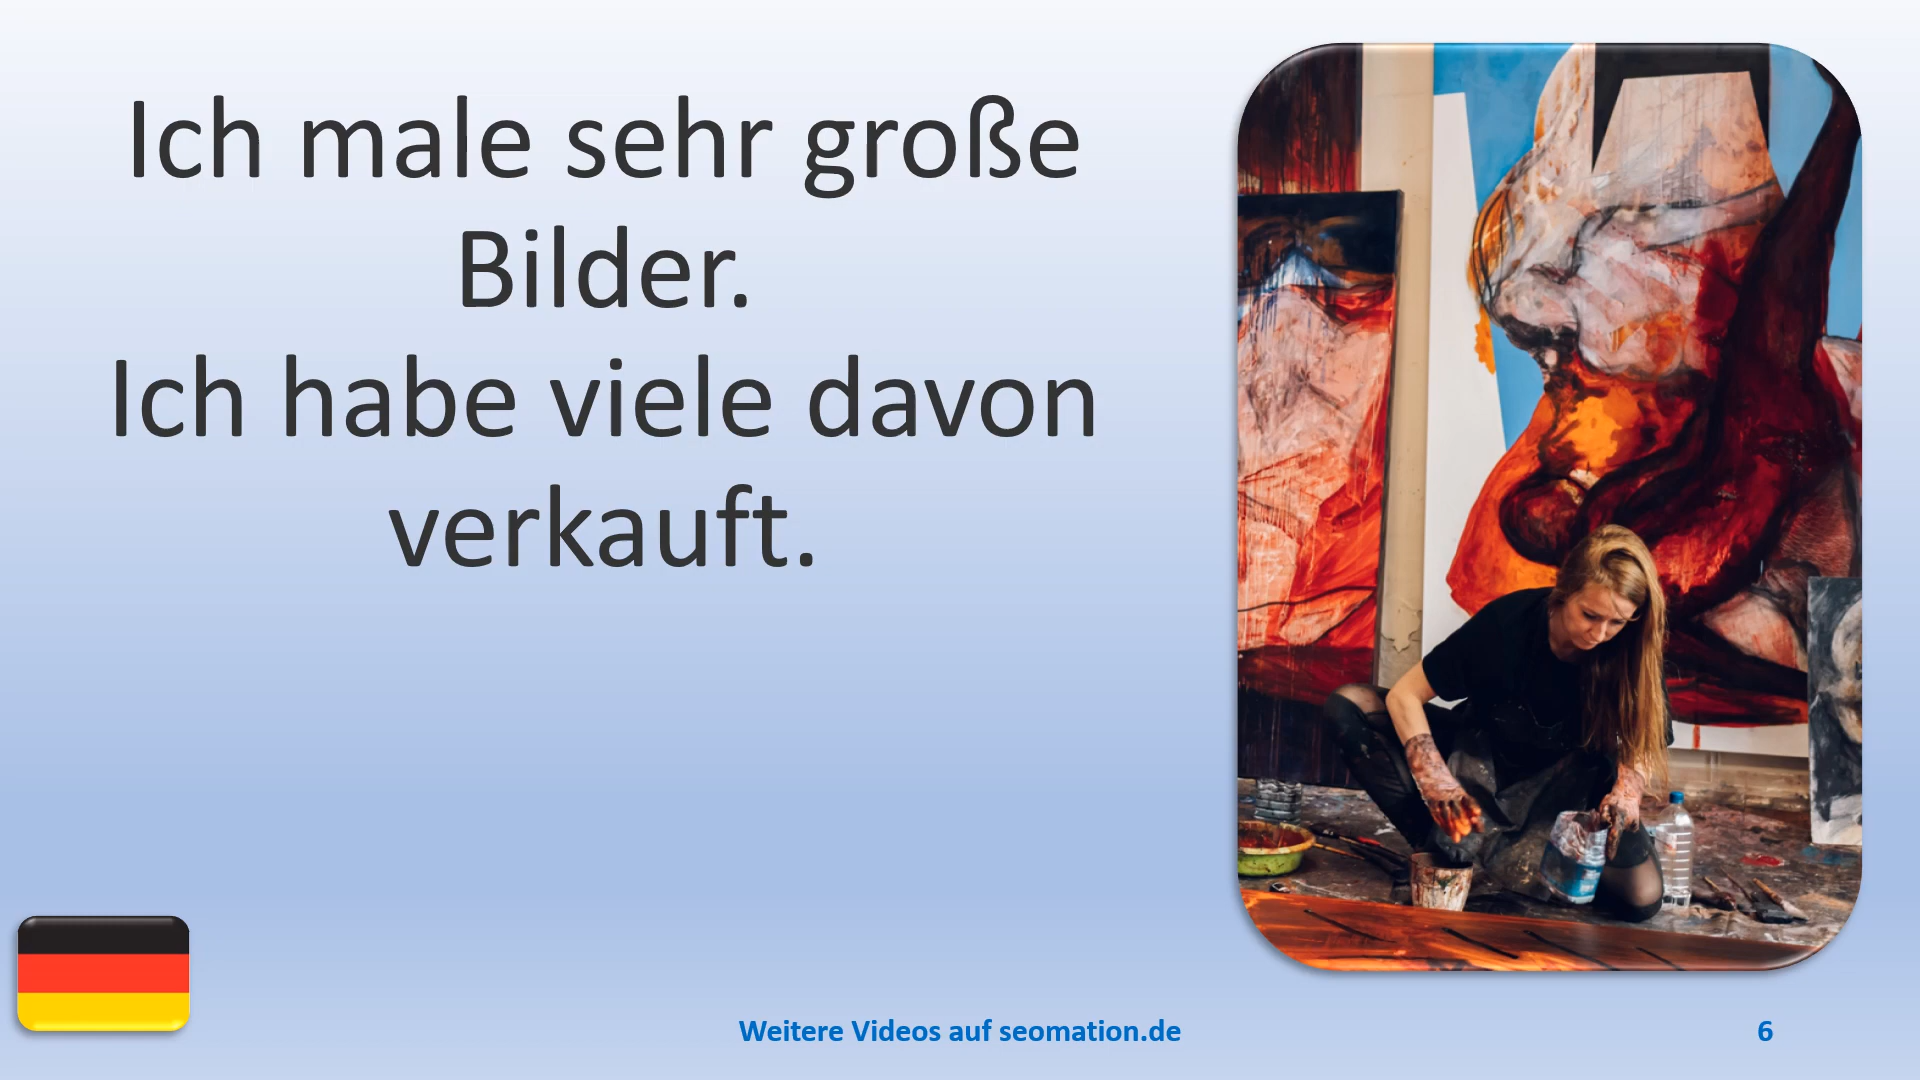 Ich male sehr große
Bilder.
Ich habe viele davon
verkauft.
Weitere Videos auf seomation.de
6